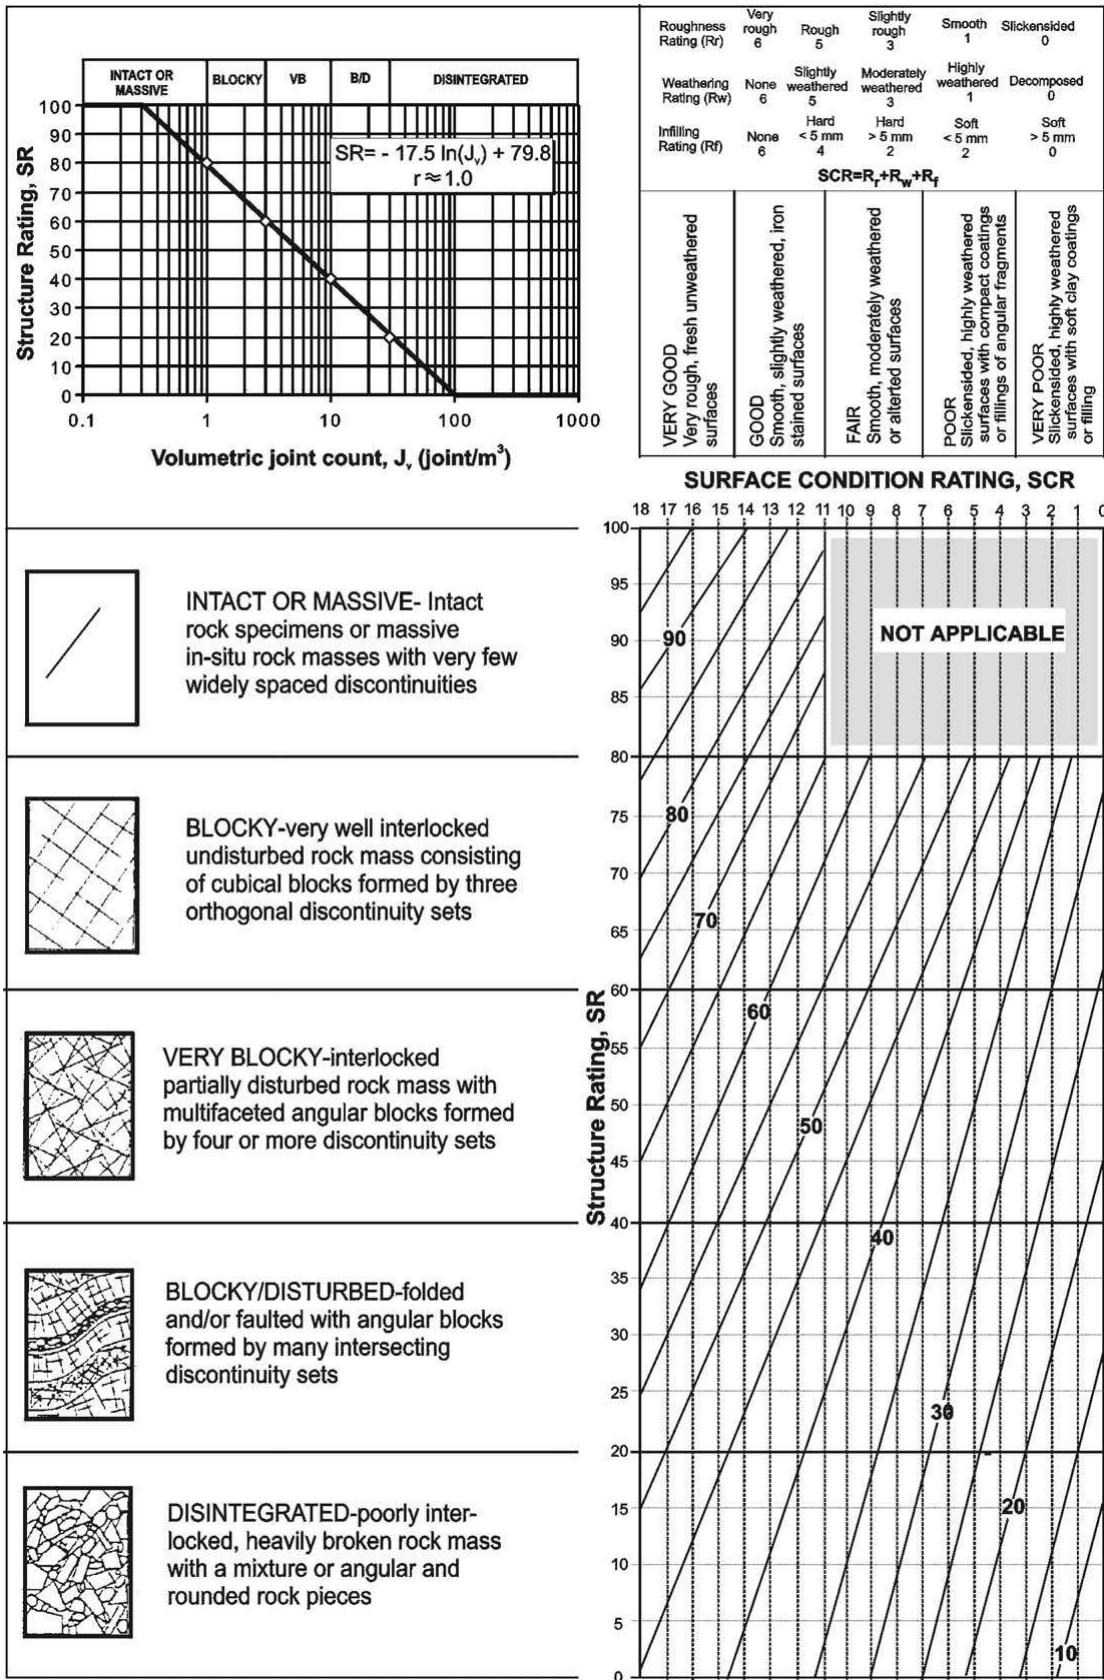 INTACT OR MASSIVE BLOCKY VB B/D DISINTEGRATED
100
90
80
70
60
50
40
30
20
10
0
Structure Rating, SR
SR= - 17.5 ln(Jv) + 79.8
r ≈ 1.0
0.1 1 10 100 1000
Volumetric joint count, Jv (joint/m³)
Roughness Rating (Rr) Very rough 6 Rough 5 Slightly rough 3 Smooth 1 Slickensided 0
Weathering Rating (Rw) None 6 Slightly weathered 5 Moderately weathered 3 Highly weathered 1 Decomposed 0
Infilling Rating (Rf) None 6 Hard < 5 mm 4 Hard > 5 mm 2 Soft < 5 mm 2 Soft > 5 mm 0
SCR=Rr+Rw+Rf
VERY GOOD
Very rough, fresh unweathered
surfaces
GOOD
Smooth, slightly weathered, iron
stained surfaces
FAIR
Smooth, moderately weathered
or alterted surfaces
POOR
Slickensided, highly weathered
surfaces with compact coatings
or fillings of angular fragments
VERY POOR
Slickensided, highly weathered
surfaces with soft clay coatings
or filling
SURFACE CONDITION RATING, SCR
18 17 16 15 14 13 12 11 10 9 8 7 6 5 4 3 2 1 0
INTACT OR MASSIVE- Intact
rock specimens or massive
in-situ rock masses with very few
widely spaced discontinuities
BLOCKY-very well interlocked
undisturbed rock mass consisting
of cubical blocks formed by three
orthogonal discontinuity sets
VERY BLOCKY-interlocked
partially disturbed rock mass with
multifaceted angular blocks formed
by four or more discontinuity sets
BLOCKY/DISTURBED-folded
and/or faulted with angular blocks
formed by many intersecting
discontinuity sets
DISINTEGRATED-poorly inter-
locked, heavily broken rock mass
with a mixture or angular and
rounded rock pieces
Structure Rating, SR
100
95
90
85
80
75
70
65
60
55
50
45
40
35
30
25
20
15
10
5
0
NOT APPLICABLE
90
80
70
60
50
40
30
20
10